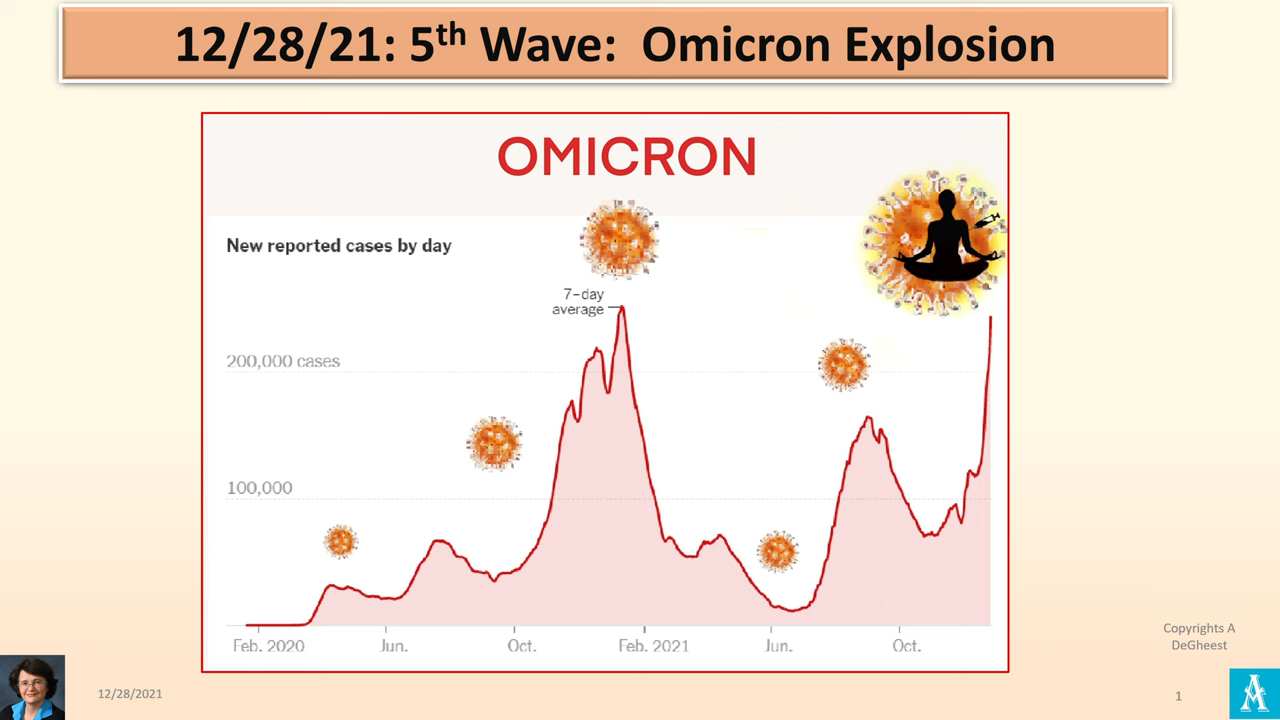 12/28/21: 5th Wave: Omicron Explosion
OMICRON
New reported cases by day
7-day
average
200,000 cases
100,000
Feb. 2020 Jun. Oct. Feb. 2021 Jun. Oct.
Copyrights A
DeGheest
12/28/2021
1
A